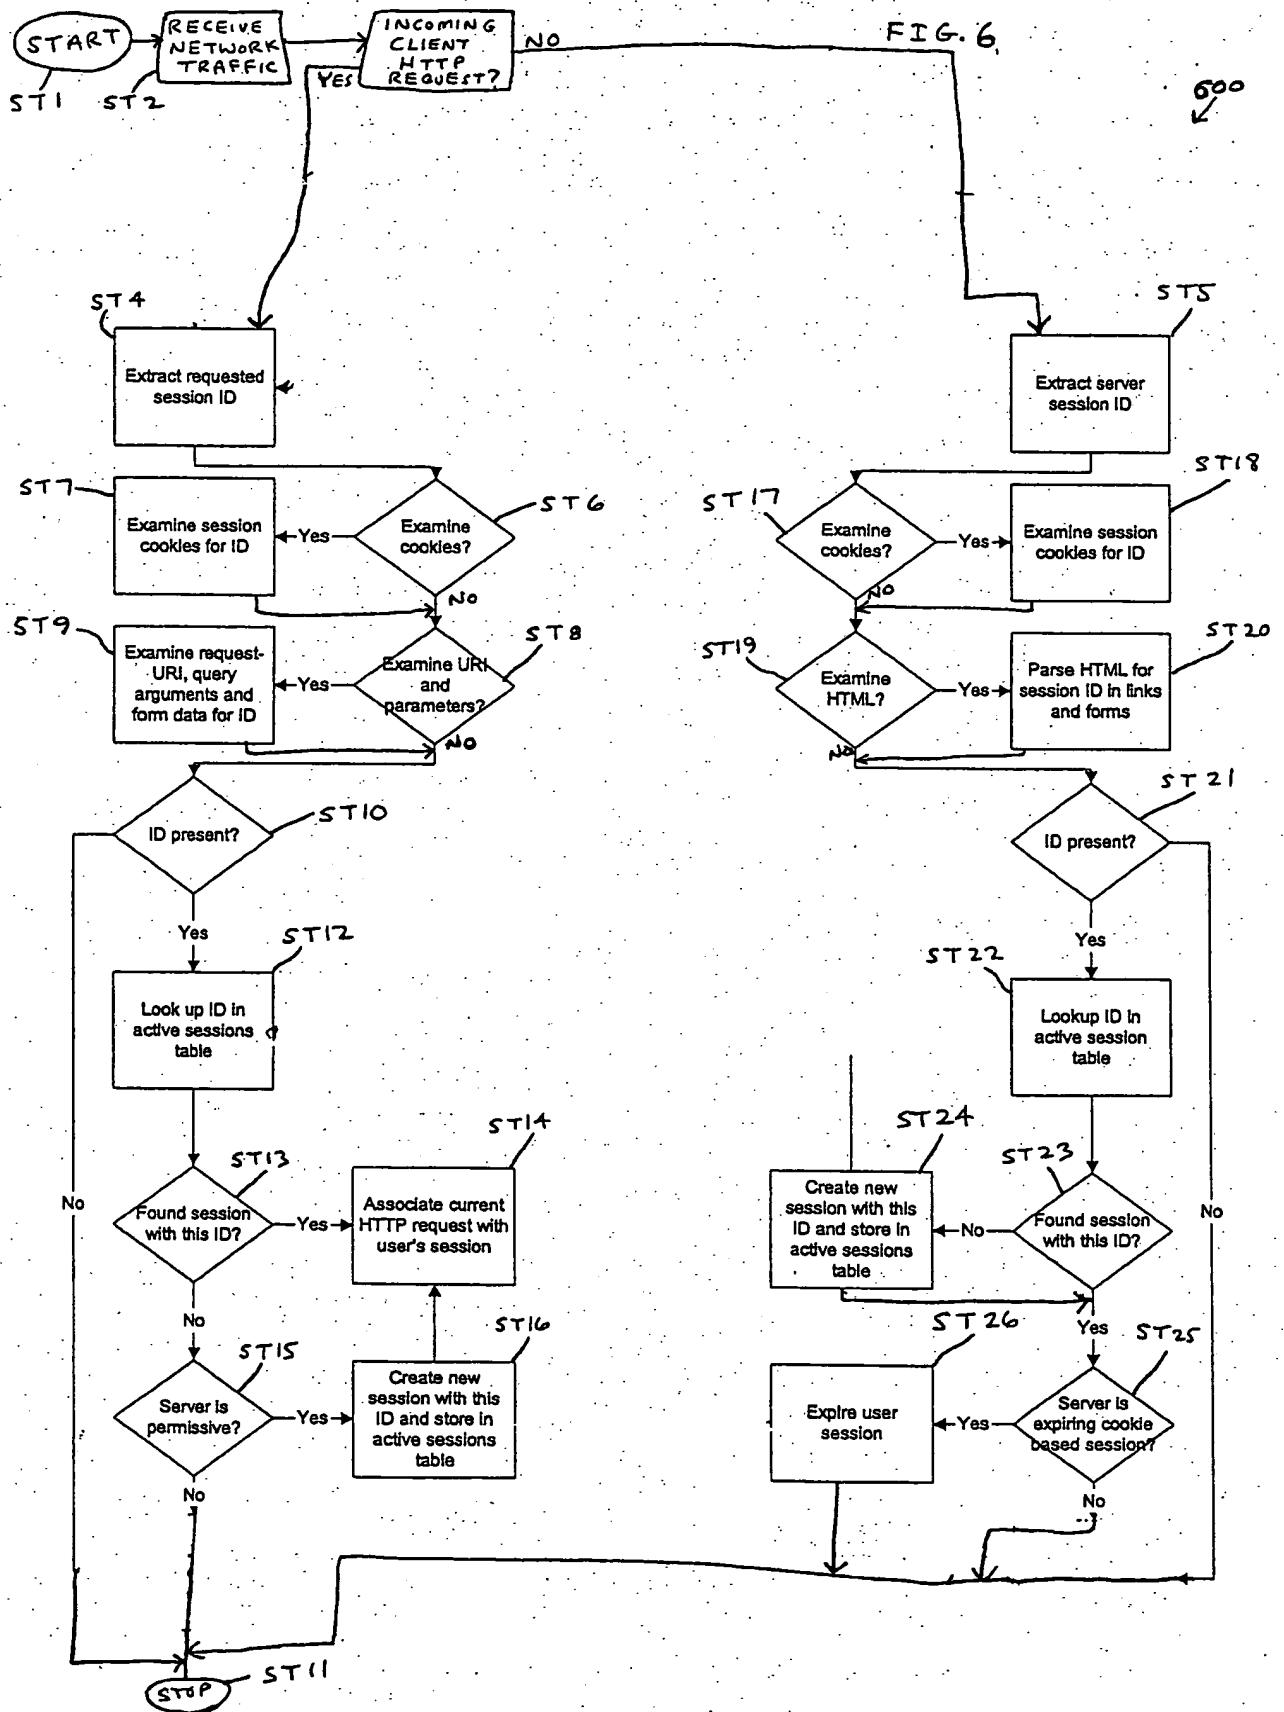 FIG. 6
600
START
ST1
RECEIVE
NETWORK
TRAFFIC
ST2
INCOMING
CLIENT
HTTP
REQUEST?
YES
NO
ST4
Extract requested
session ID
ST5
Extract server
session ID
ST7
Examine session
cookies for ID
Yes
Examine
cookies?
ST6
NO
ST17
Examine
cookies?
Yes
Examine session
cookies for ID
ST18
NO
ST9
Examine request-
URI, query
arguments and
form data for ID
Yes
Examine URI
and
parameters?
ST8
NO
ST19
Examine
HTML?
Yes
Parse HTML for
session ID in links
and forms
ST20
NO
ID present?
ST10
ID present?
ST21
Yes
Yes
ST12
Look up ID in
active sessions
table
ST22
Lookup ID in
active session
table
No
ST13
Found session
with this ID?
Yes
ST14
Associate current
HTTP request with
user's session
ST24
Create new
session with this
ID and store in
active sessions
table
No
ST23
Found session
with this ID?
No
No
Yes
ST15
Server is
permissive?
Yes
ST16
Create new
session with this
ID and store in
active sessions
table
ST26
Expire user
session
Yes
ST25
Server is
expiring cookie
based session?
No
No
STOP
ST11